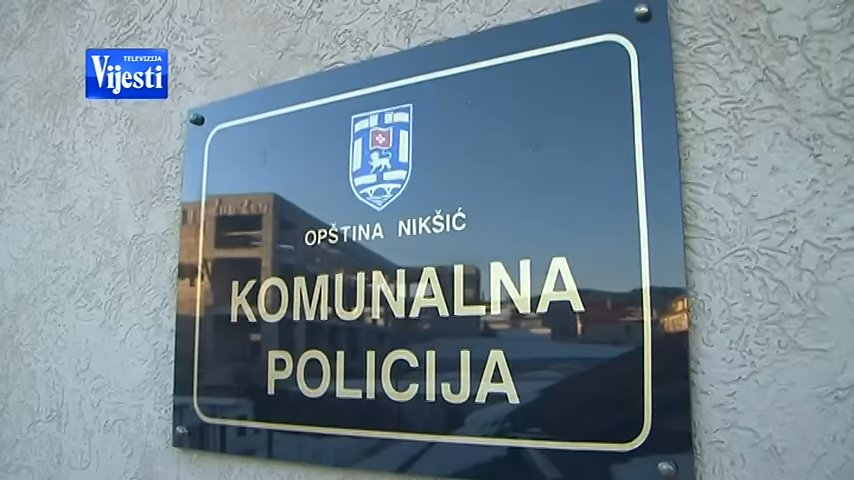 TELEVIZIJA
Vijesti
OPŠTINA NIKŠIĆ
KOMUNALNA
POLICIJA